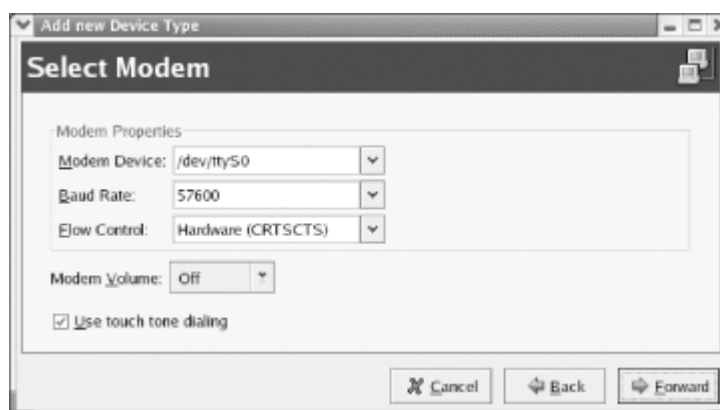 Add new Device Type
Select Modem
Modem Properties
Modem Device: /dev/ttyS0
Baud Rate: 57600
Flow Control: Hardware (CRTSCTS)
Modem Volume: Off
Use touch tone dialing
Cancel Back Forward